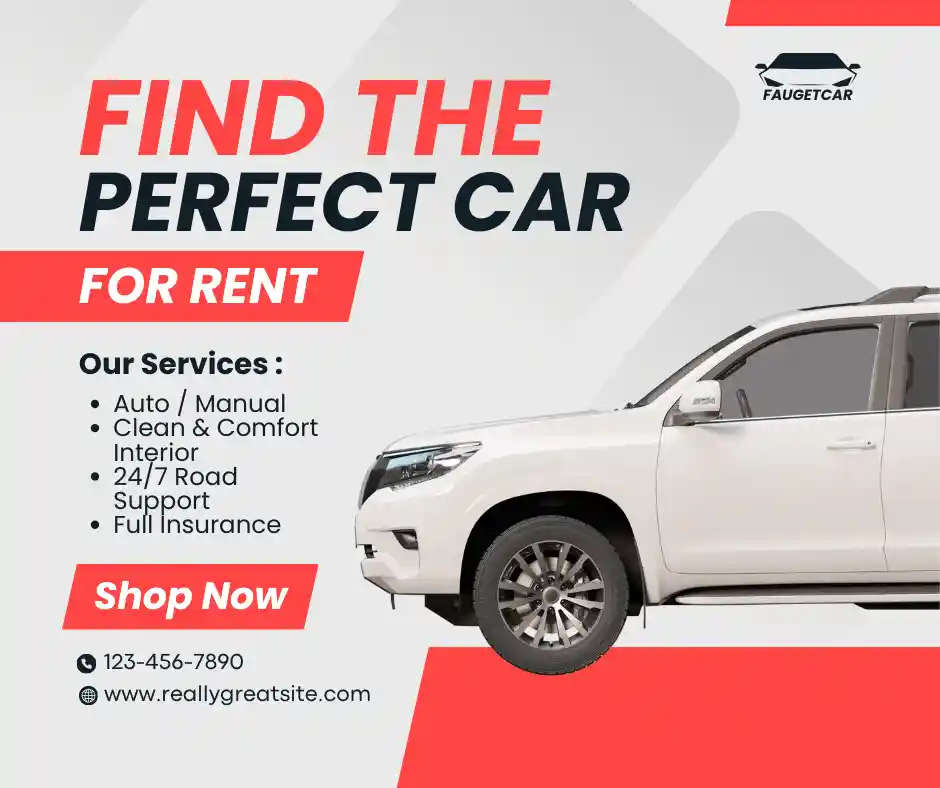 FAUGETCAR
FIND THE
PERFECT CAR
FOR RENT
Our Services :
• Auto / Manual
• Clean & Comfort
Interior
• 24/7 Road
Support
• Full Insurance
Shop Now
123-456-7890
www.reallygreatsite.com